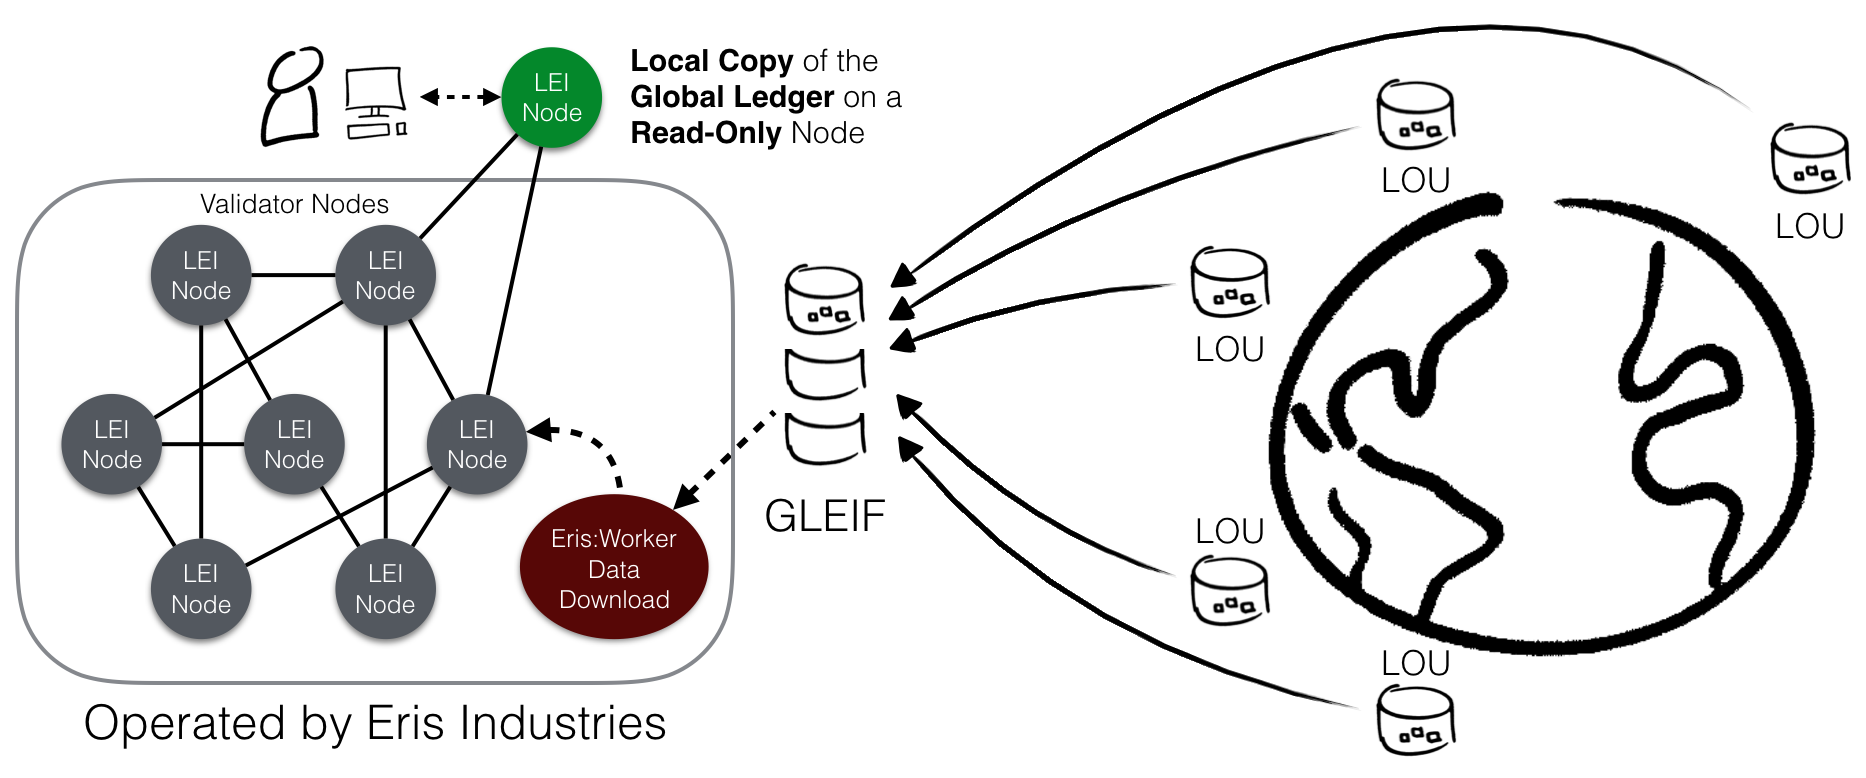 LEI
Node
Local Copy of the
Global Ledger on a
Read-Only Node
LOU
LOU
Validator Nodes
LEI
Node
LEI
Node
LOU
LEI
Node
LEI
Node
LEI
Node
GLEIF
LOU
Eris:Worker
Data
Download
LEI
Node
LEI
Node
LOU
Operated by Eris Industries